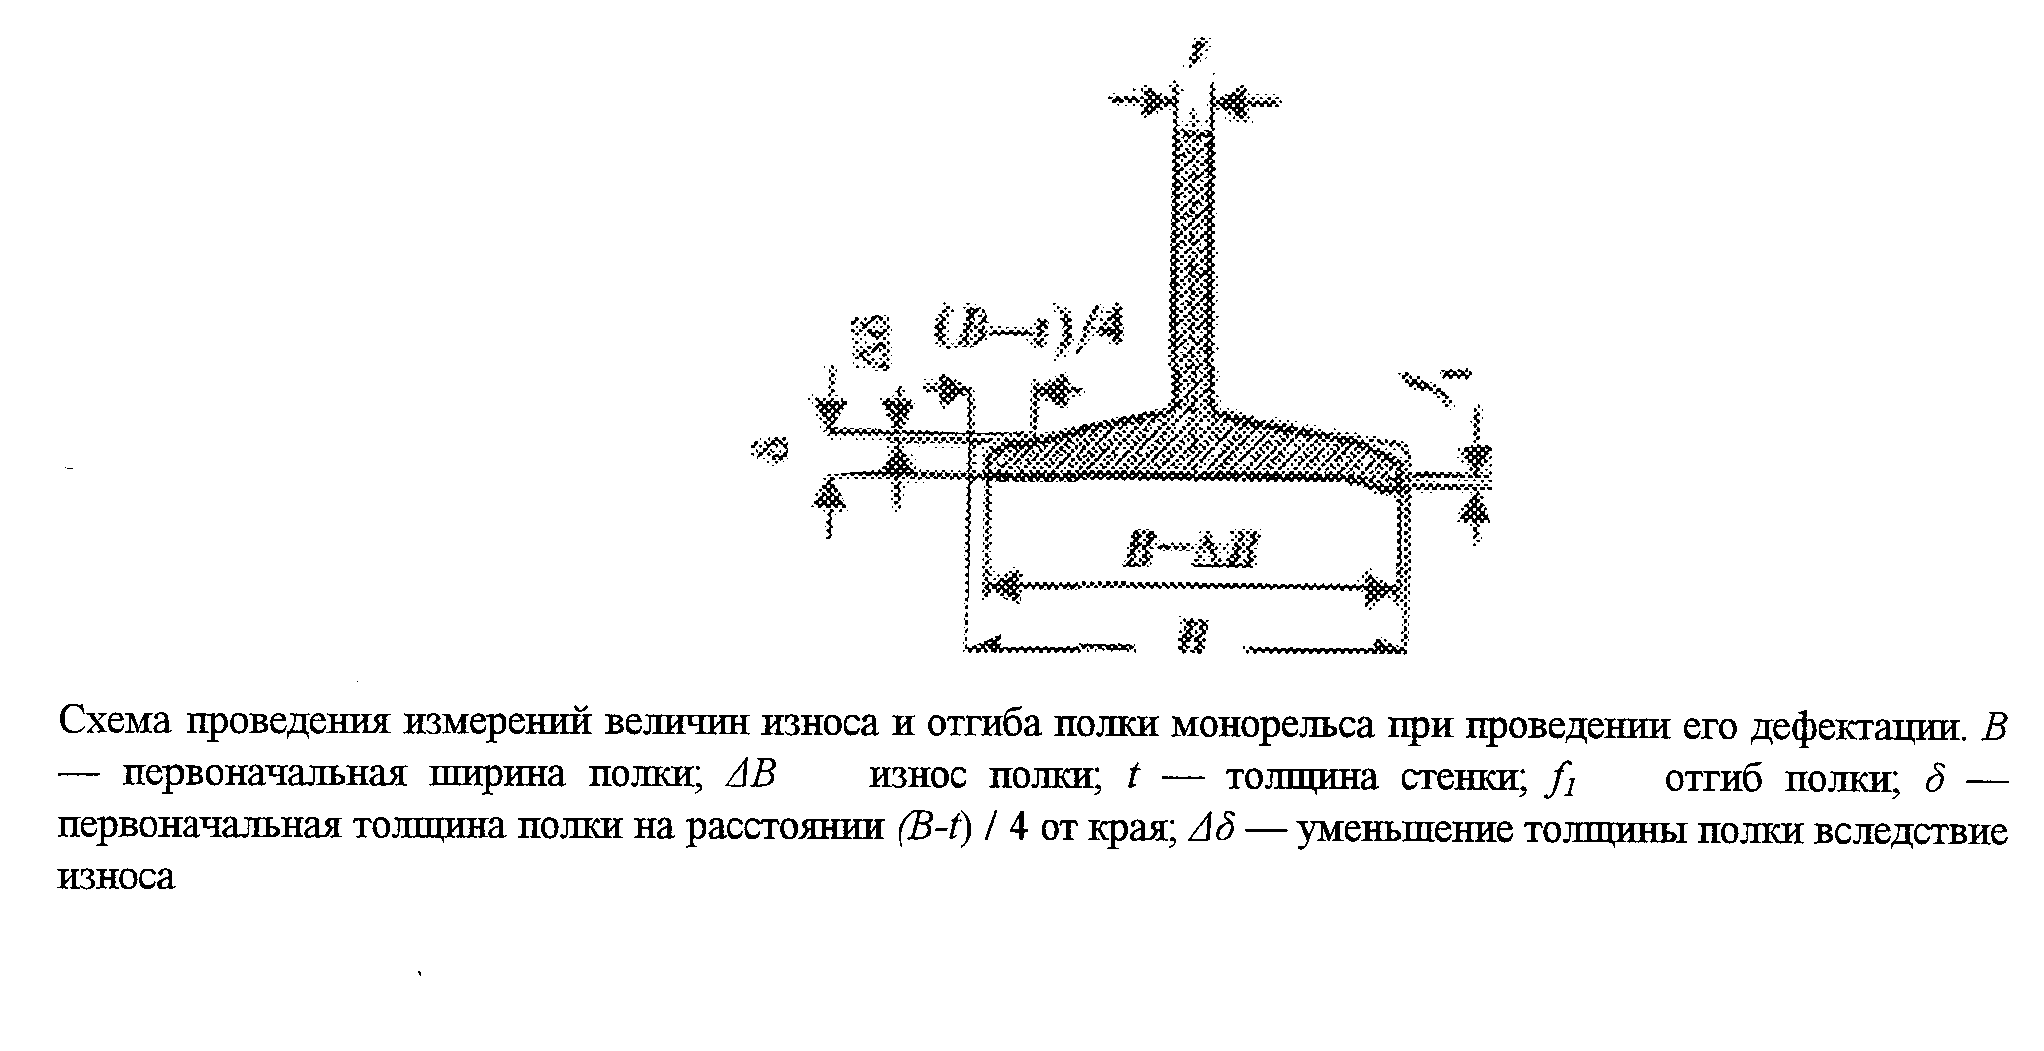 t
(B—t)/4
Δδ
f1
δ
B—ΔB
B
Схема проведения измерений величин износа и отгиба полки монорельса при проведении его дефектации. B
— первоначальная ширина полки; ΔB износ полки; t — толщина стенки; f1 отгиб полки; δ —
первоначальная толщина полки на расстоянии (B-t) / 4 от края; Δδ — уменьшение толщины полки вследствие
износа